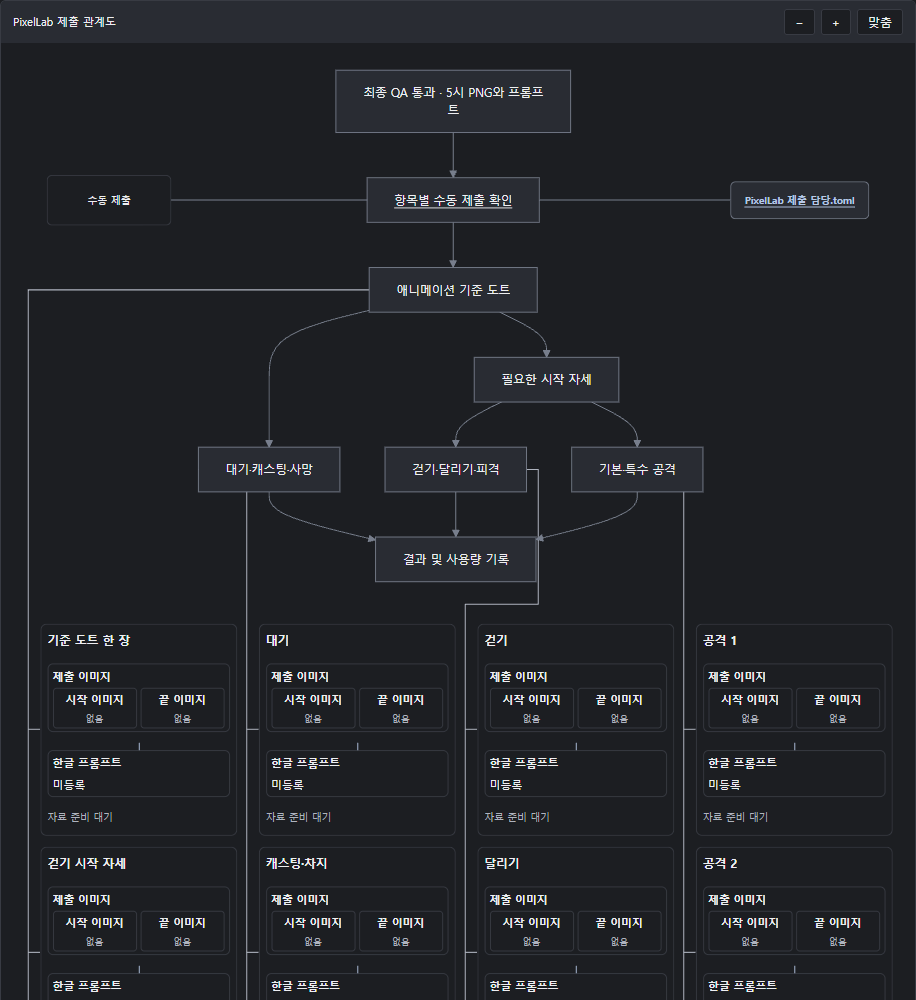 PixelLab 제출 관계도
−
+
맞춤
최종 QA 통과 · 5시 PNG와 프롬프
트
수동 제출
항목별 수동 제출 확인
PixelLab 제출 담당.toml
애니메이션 기준 도트
필요한 시작 자세
대기·캐스팅·사망
걷기·달리기·피격
기본·특수 공격
결과 및 사용량 기록
기준 도트 한 장
제출 이미지
시작 이미지
없음
끝 이미지
없음
한글 프롬프트
미등록
자료 준비 대기
대기
제출 이미지
시작 이미지
없음
끝 이미지
없음
한글 프롬프트
미등록
자료 준비 대기
걷기
제출 이미지
시작 이미지
없음
끝 이미지
없음
한글 프롬프트
미등록
자료 준비 대기
공격 1
제출 이미지
시작 이미지
없음
끝 이미지
없음
한글 프롬프트
미등록
자료 준비 대기
걷기 시작 자세
제출 이미지
시작 이미지
없음
끝 이미지
없음
한글 프롬프트
캐스팅·차지
제출 이미지
시작 이미지
없음
끝 이미지
없음
한글 프롬프트
달리기
제출 이미지
시작 이미지
없음
끝 이미지
없음
한글 프롬프트
공격 2
제출 이미지
시작 이미지
없음
끝 이미지
없음
한글 프롬프트